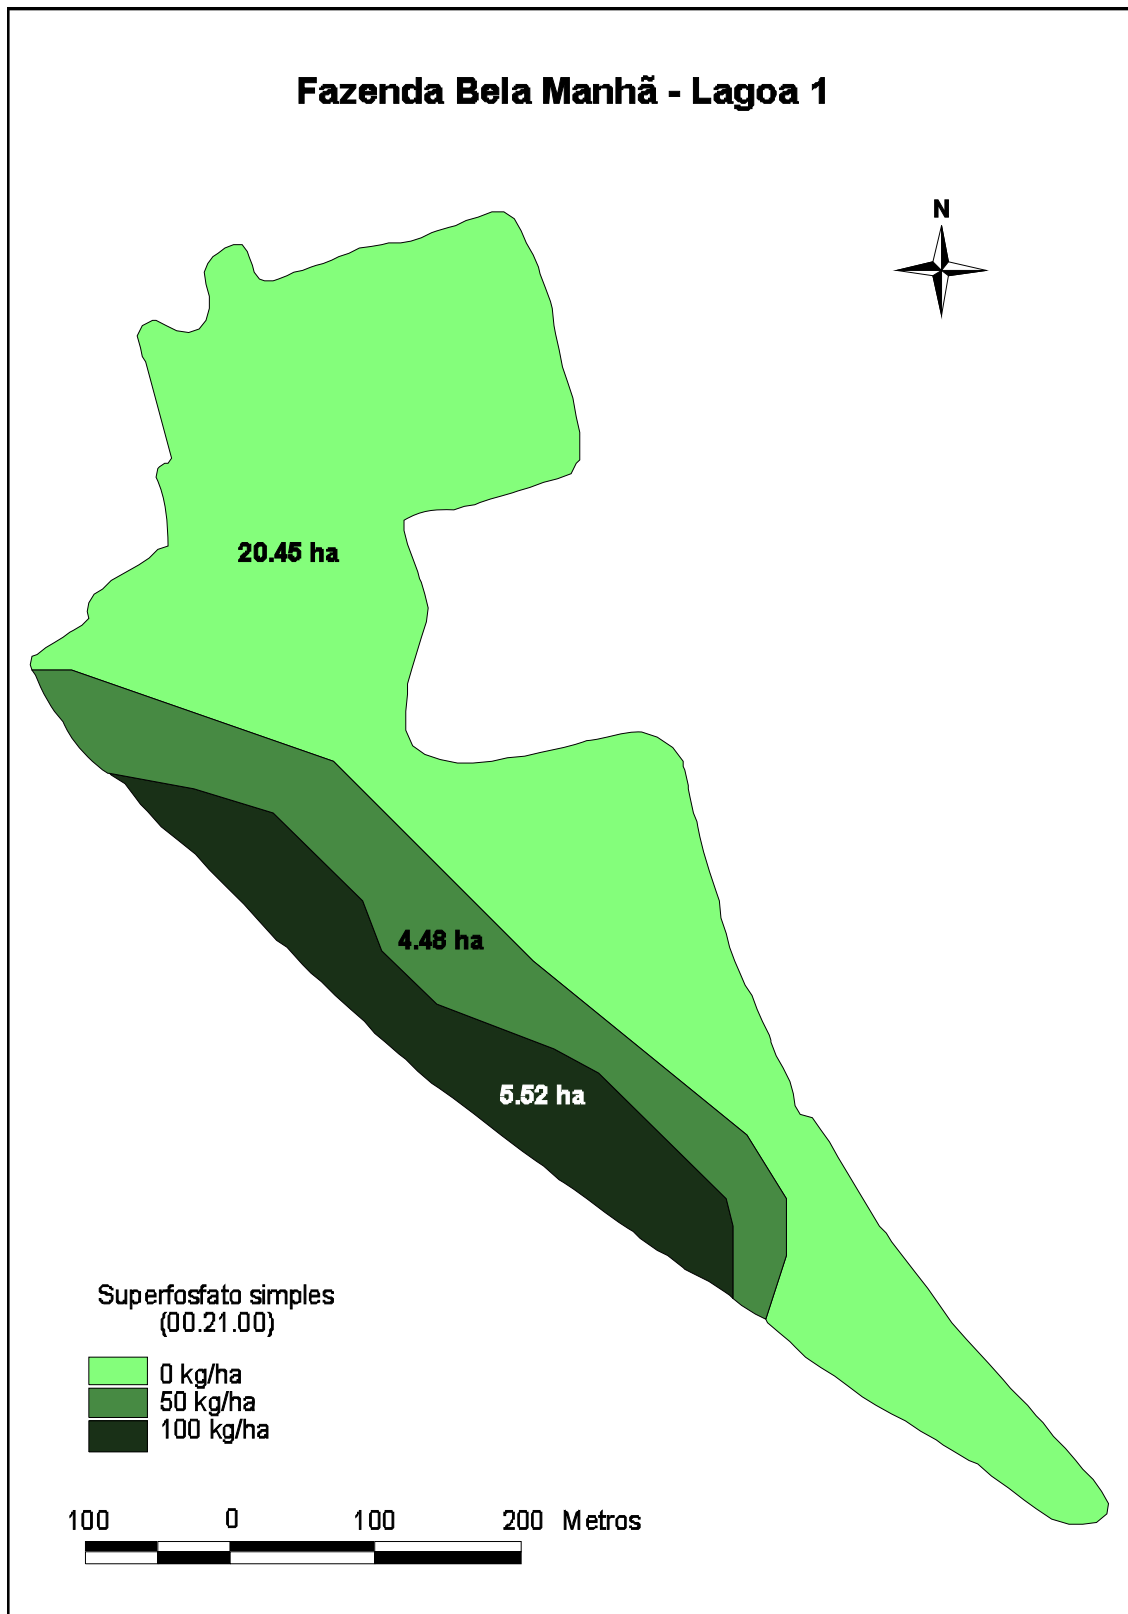 Fazenda Bela Manhã - Lagoa 1
N
20.45 ha
4.48 ha
5.52 ha
Superfosfato simples
(00.21.00)
0 kg/ha
50 kg/ha
100 kg/ha
100 0 100 200 Metros